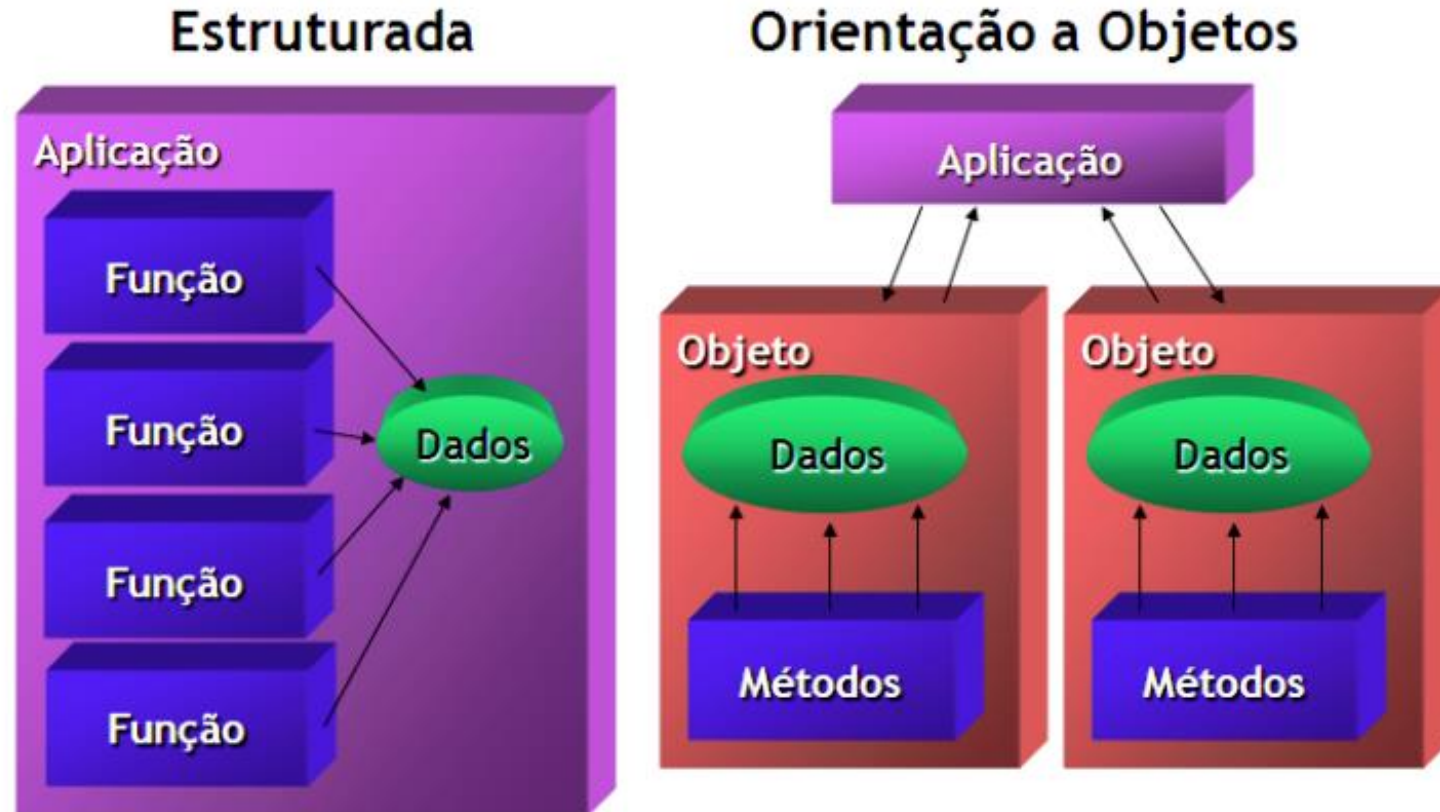 Estruturada
Aplicação
Função
Função
Função
Função
Dados
Orientação a Objetos
Aplicação
Objeto
Dados
Métodos
Objeto
Dados
Métodos